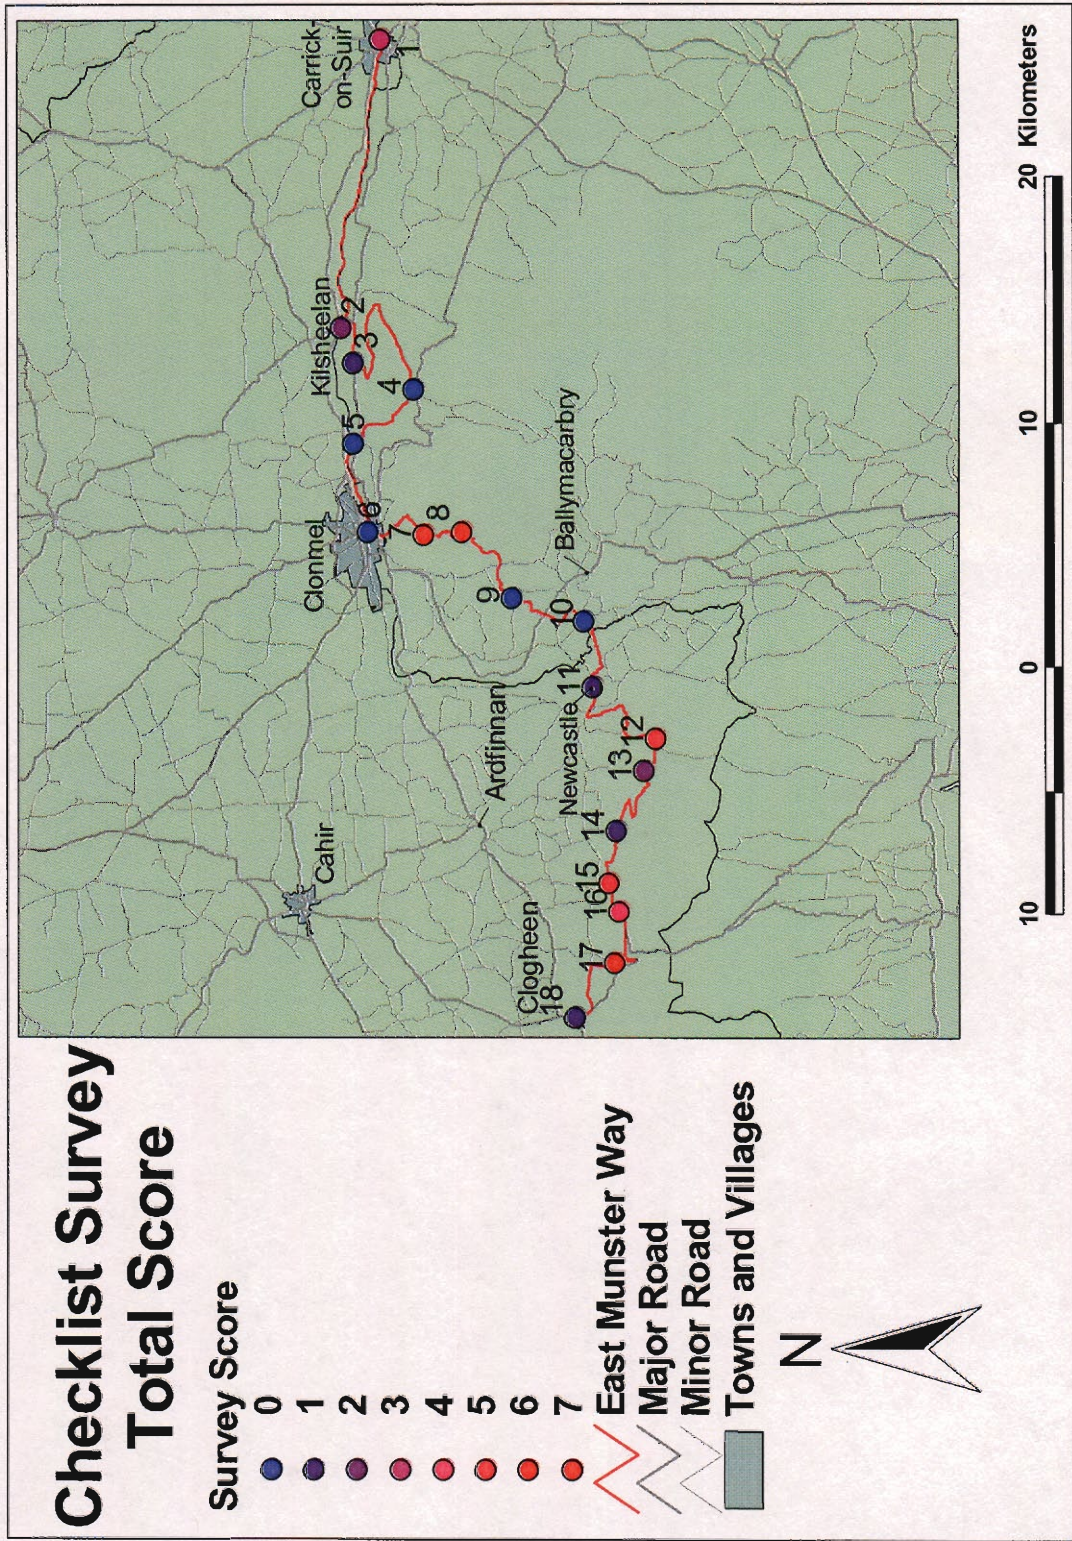 Checklist Survey
Total Score
Survey Score
0
1
2
3
4
5
6
7
East Munster Way
Major Road
Minor Road
Towns and Villages
N
Carrick-
on-Suir
1
Kilsheelan
2
3
4
5
Clonmel
6
7
8
9
Ballymacarbry
10
Newcastle
11
12
13
14
Ardfinnan
Cahir
15
16
Clogheen
17
18
10
0
10
20 Kilometers